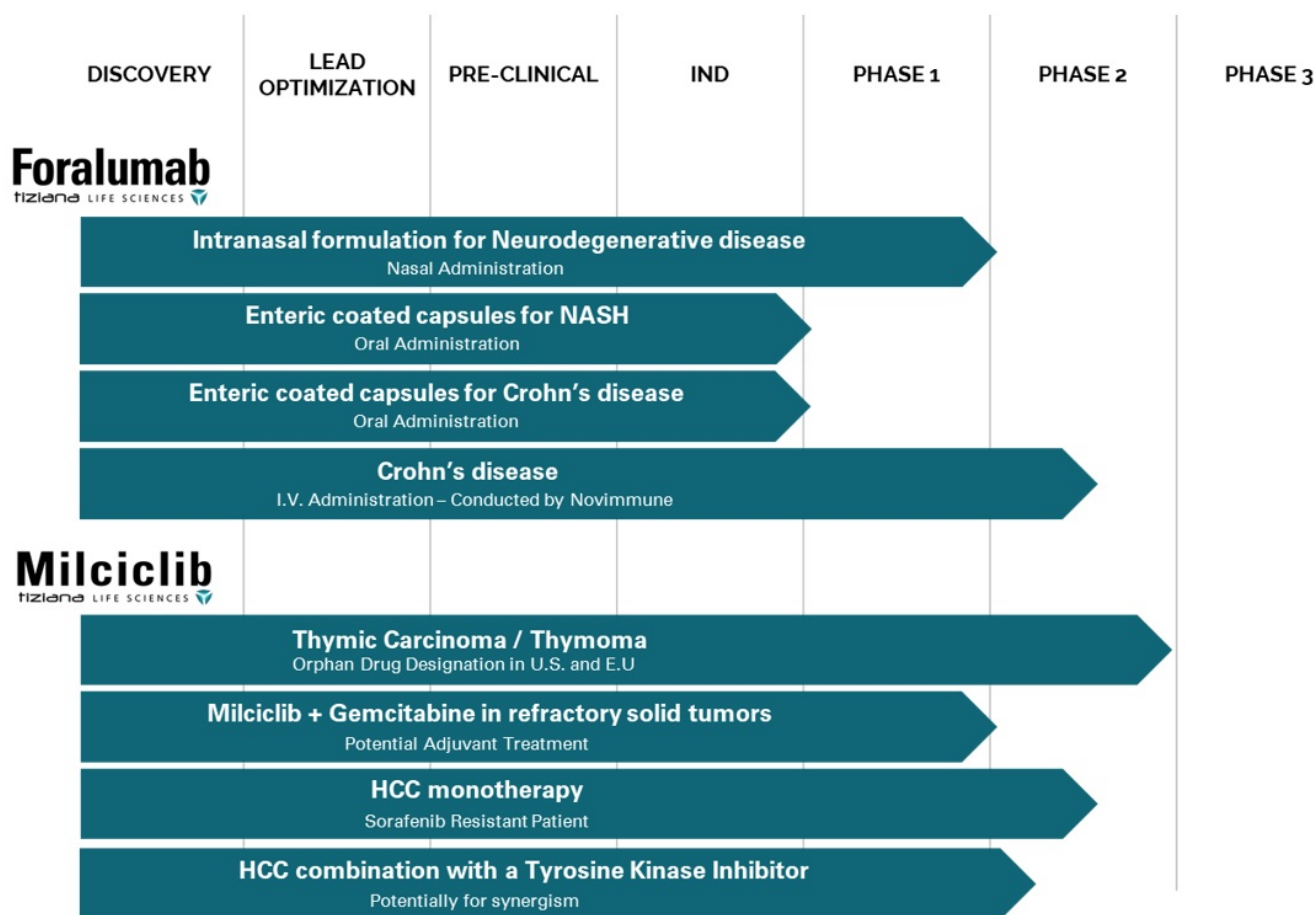 DISCOVERY
LEAD
OPTIMIZATION
PRE-CLINICAL
IND
PHASE 1
PHASE 2
PHASE 3
Foralumab
tiziana LIFE SCIENCES
Intranasal formulation for Neurodegenerative disease
Nasal Administration
Enteric coated capsules for NASH
Oral Administration
Enteric coated capsules for Crohn's disease
Oral Administration
Crohn's disease
I.V. Administration – Conducted by Novimmune
Milciclib
tiziana LIFE SCIENCES
Thymic Carcinoma / Thymoma
Orphan Drug Designation in U.S. and E.U
Milciclib + Gemcitabine in refractory solid tumors
Potential Adjuvant Treatment
HCC monotherapy
Sorafenib Resistant Patient
HCC combination with a Tyrosine Kinase Inhibitor
Potentially for synergism